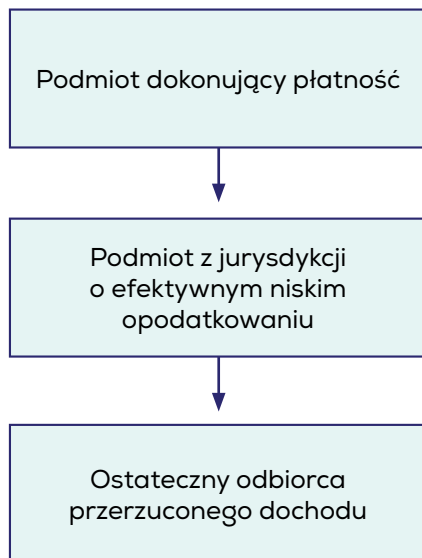 Podmiot dokonujący płatność
Podmiot z jurysdykcji
o efektywnym niskim
opodatkowaniu
Ostateczny odbiorca
przerzuconego dochodu